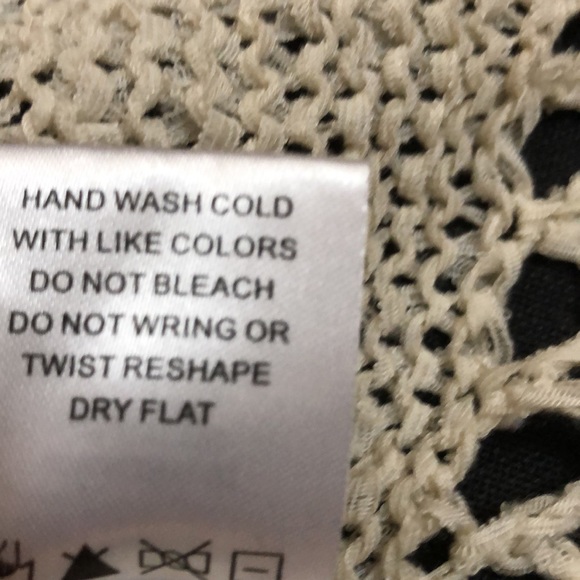 HAND WASH COLD
WITH LIKE COLORS
DO NOT BLEACH
DO NOT WRING OR
TWIST RESHAPE
DRY FLAT